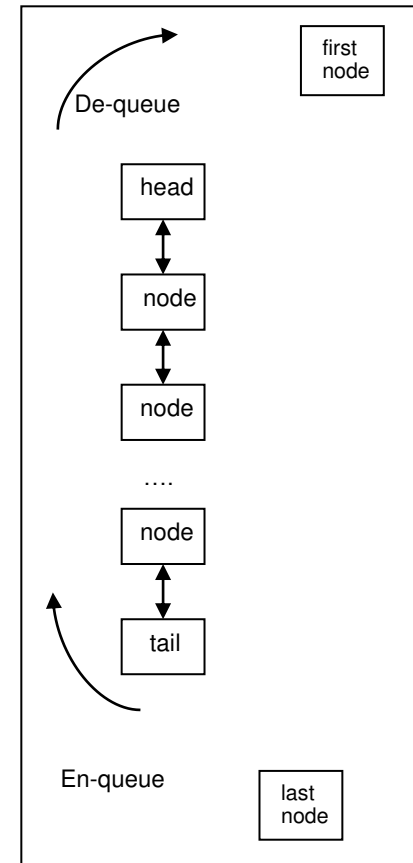 first
node
De-queue
head
node
node
....
node
tail
En-queue
last
node